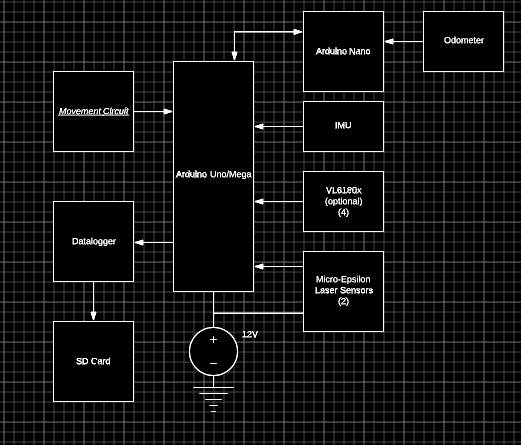 Arduino Nano
Odometer
Movement Circuit
IMU
Arduino Uno/Mega
VL6180x
(optional)
(4)
Datalogger
Micro-Epsilon
Laser Sensors
(2)
12V
+
−
SD Card